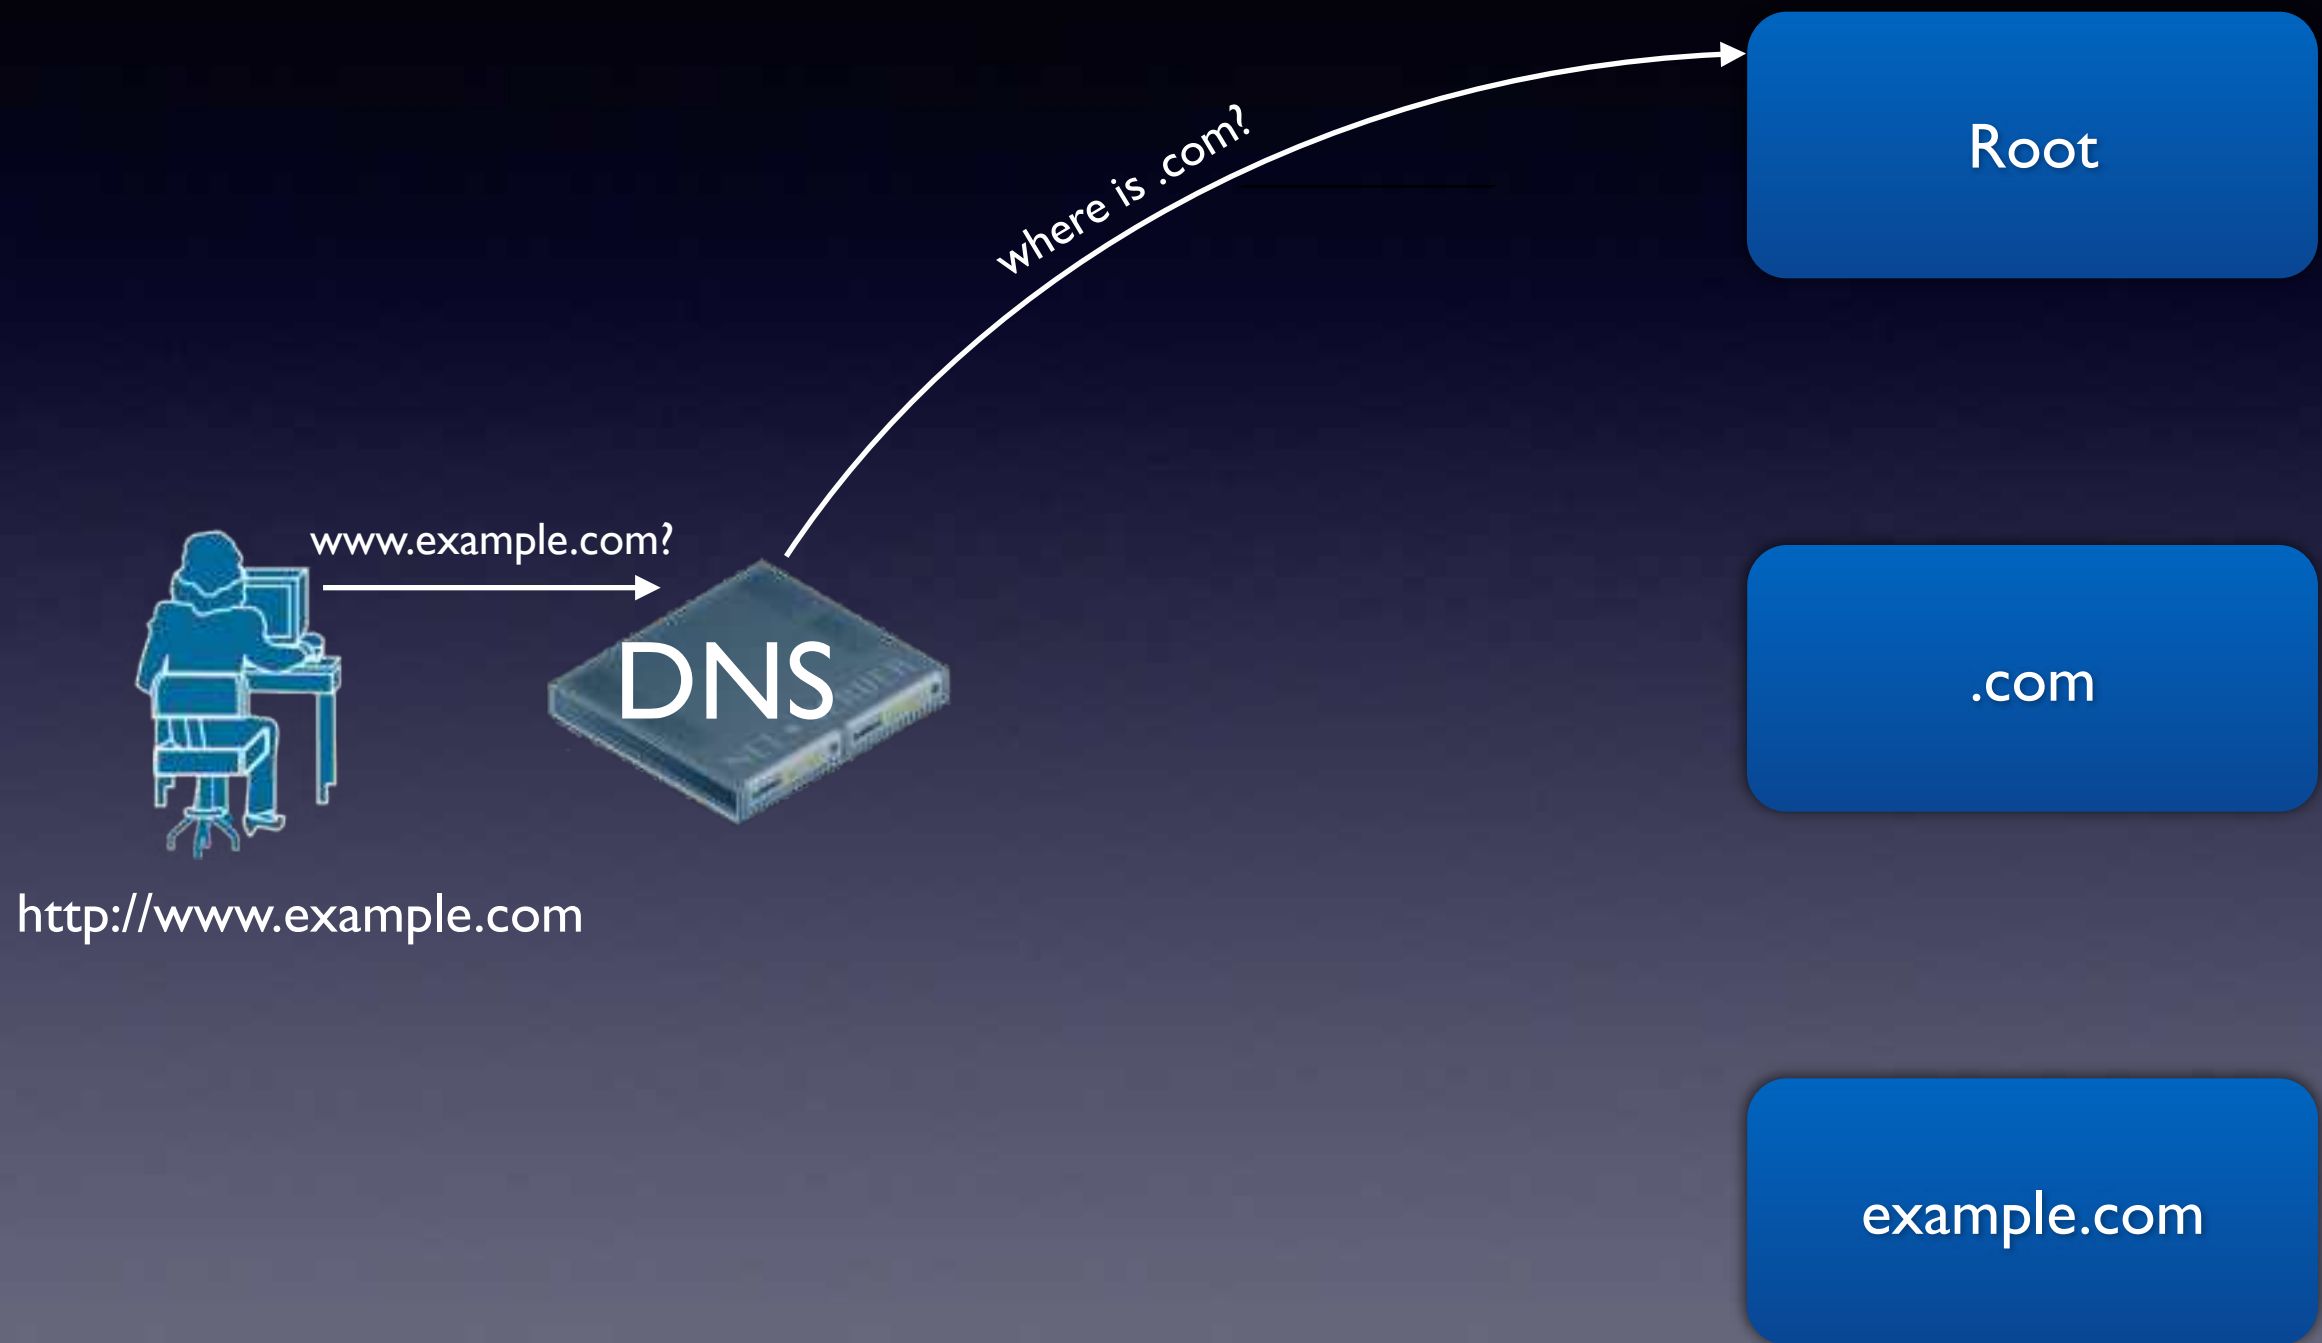 where is .com?
Root
www.example.com?
DNS
.com
http://www.example.com
example.com